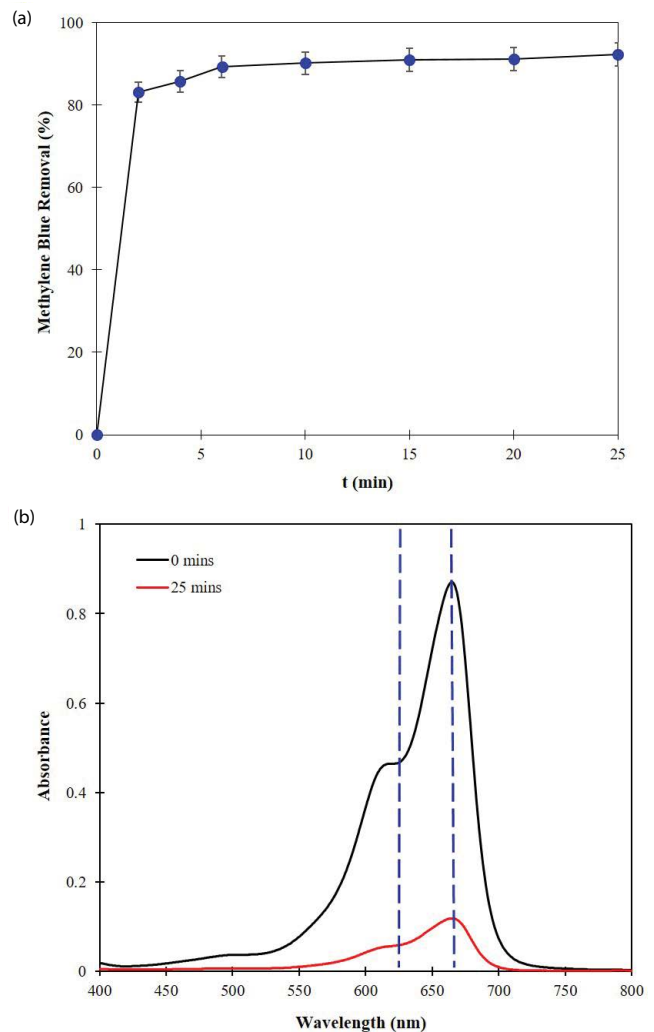 (a)
100
80
60
40
20
0
Methylene Blue Removal (%)
0 5 10 15 20 25
t (min)
(b)
1
0.8
0.6
0.4
0.2
0
Absorbance
0 mins
25 mins
400 450 500 550 600 650 700 750 800
Wavelength (nm)